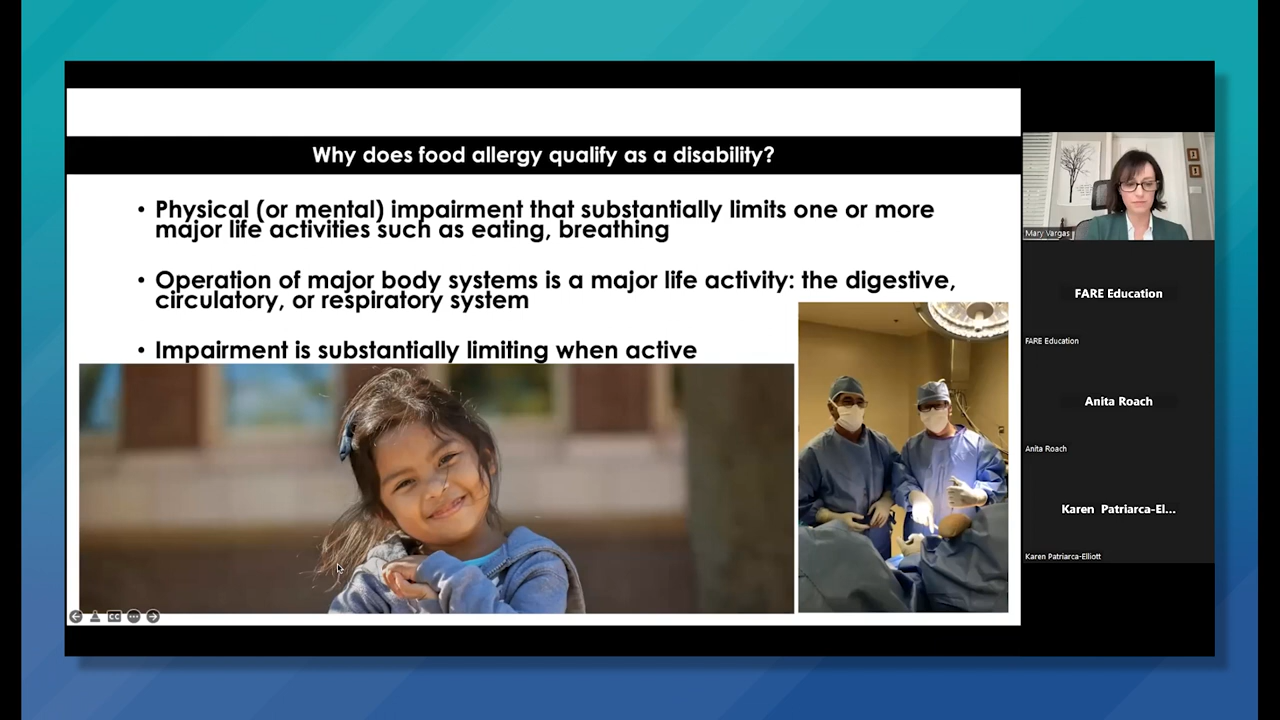 Why does food allergy qualify as a disability?
• Physical (or mental) impairment that substantially limits one or more
major life activities such as eating, breathing
• Operation of major body systems is a major life activity: the digestive,
circulatory, or respiratory system
• Impairment is substantially limiting when active
CC
Mary Vargas
FARE Education
FARE Education
Anita Roach
Anita Roach
Karen Patriarca-El...
Karen Patriarca-Elliott